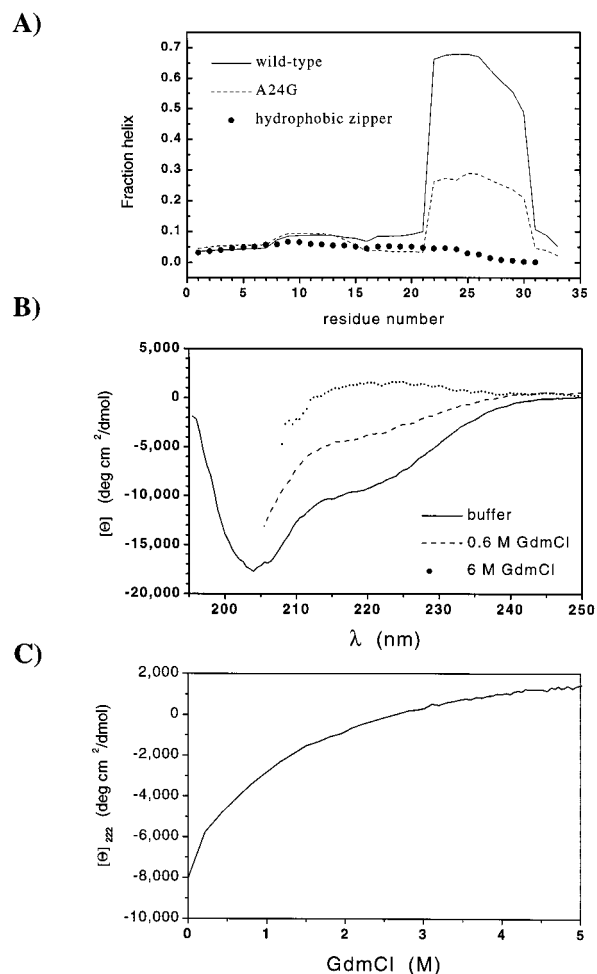 A)
Fraction helix
0.7
0.6
0.5
0.4
0.3
0.2
0.1
0.0
wild-type
A24G
hydrophobic zipper
0 5 10 15 20 25 30 35
residue number
B)
[Θ] (deg cm ²/dmol)
5,000
0
-5,000
-10,000
-15,000
-20,000
buffer
0.6 M GdmCl
6 M GdmCl
200 210 220 230 240 250
λ (nm)
C)
[Θ] 222 (deg cm ²/dmol)
2,000
0
-2,000
-4,000
-6,000
-8,000
-10,000
0 1 2 3 4 5
GdmCl (M)